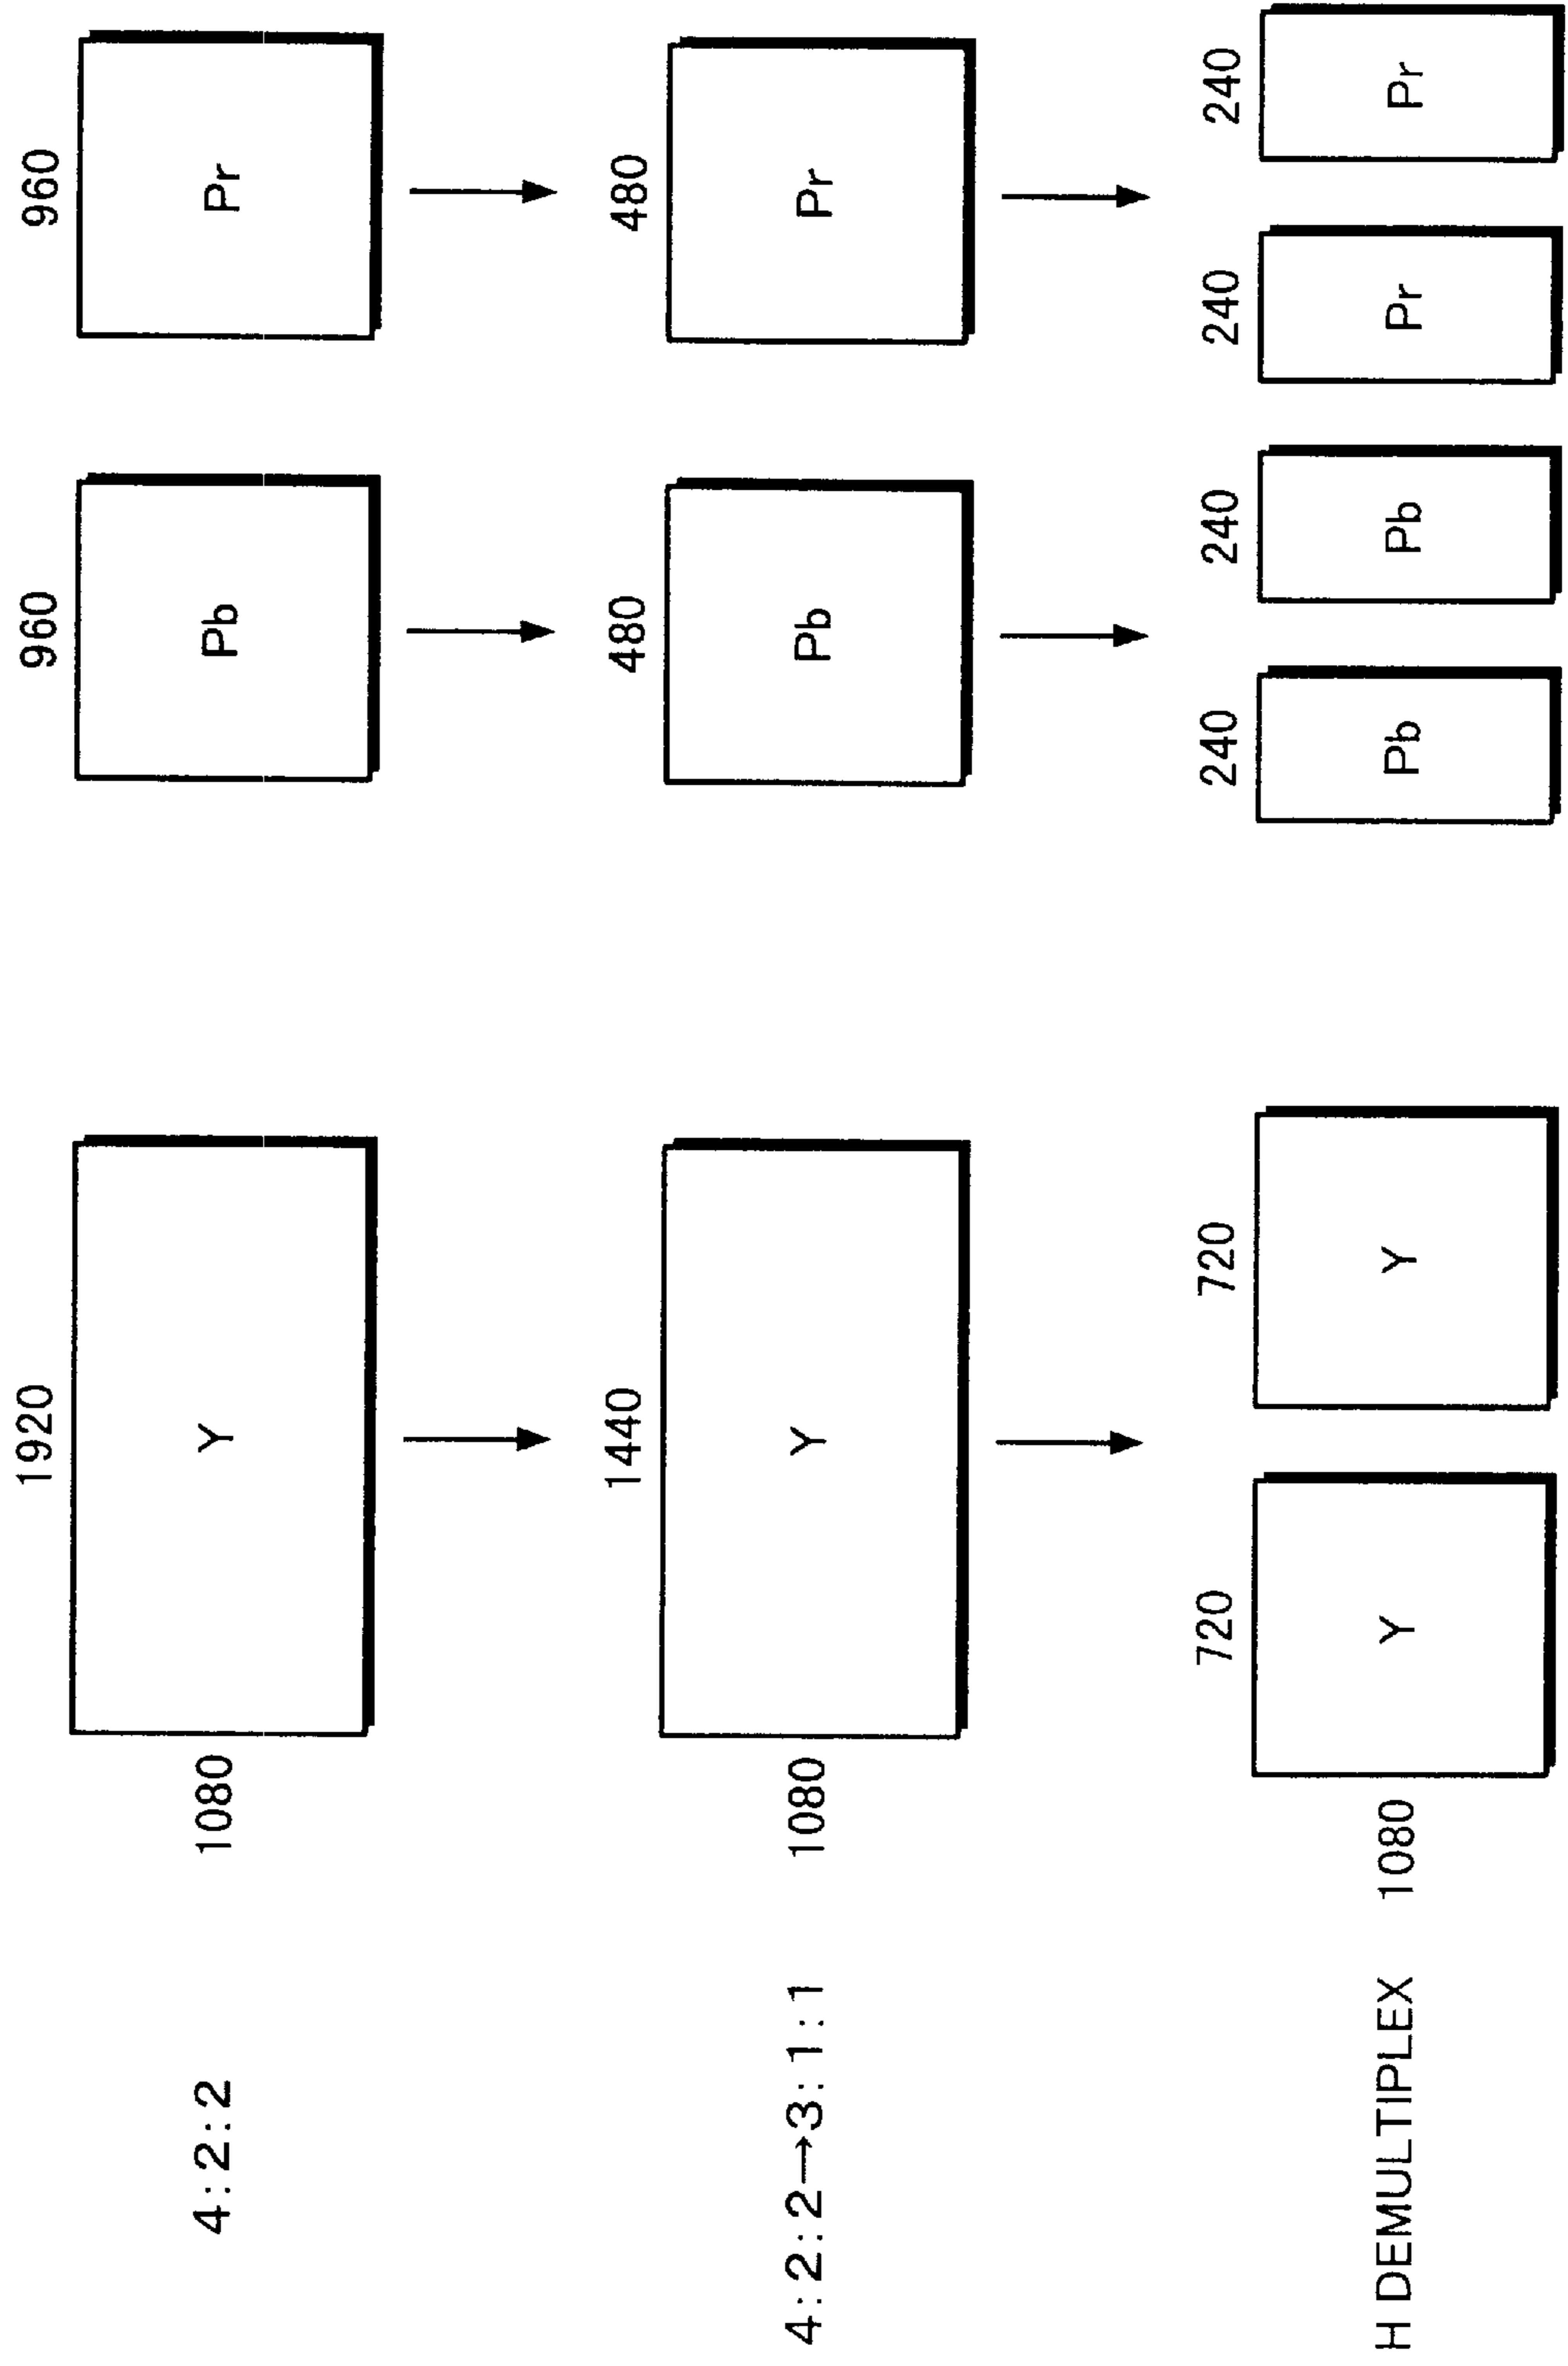 1920
960
960
4:2:2
1080
Y
Pb
Pr
1440
480
480
4:2:2→3:1:1
1080
Y
Pb
Pr
720
720
240
240
240
240
H DEMULTIPLEX
1080
Y
Y
Pb
Pb
Pr
Pr